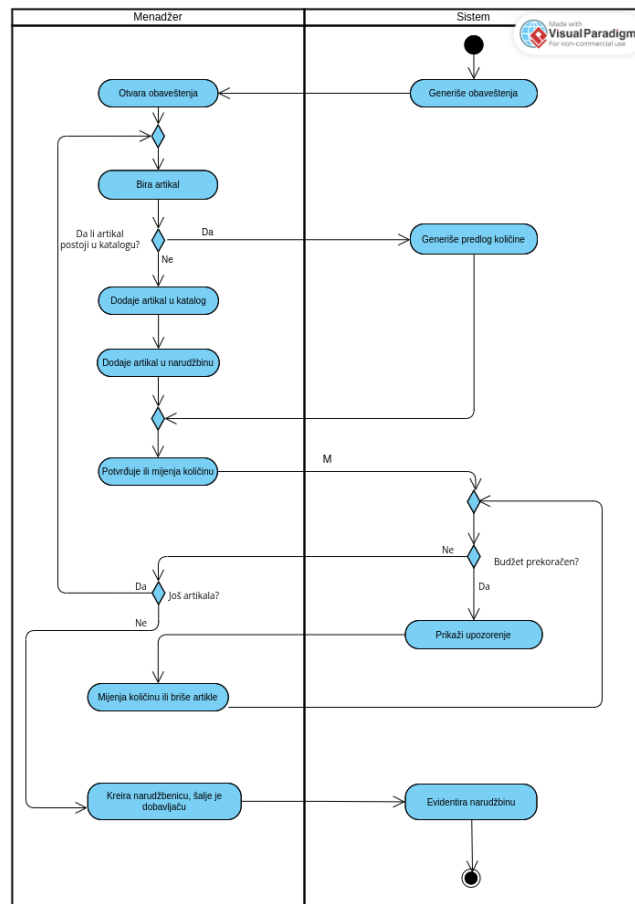 Menadžer
Sistem
Made with
VisualParadigm
For non-commercial use
Otvara obaveštenja
Generiše obaveštenja
Bira artikal
Da li artikal
postoji u katalogu?
Da
Generiše predlog količine
Ne
Dodaje artikal u katalog
Dodaje artikal u narudžbinu
Potvrđuje ili mijenja količinu
M
Ne
Budžet prekoračen?
Da
Još artikala?
Da
Ne
Prikaži upozorenje
Mijenja količinu ili briše artikle
Kreira narudžbenicu, šalje je
dobavljaču
Evidentira narudžbinu